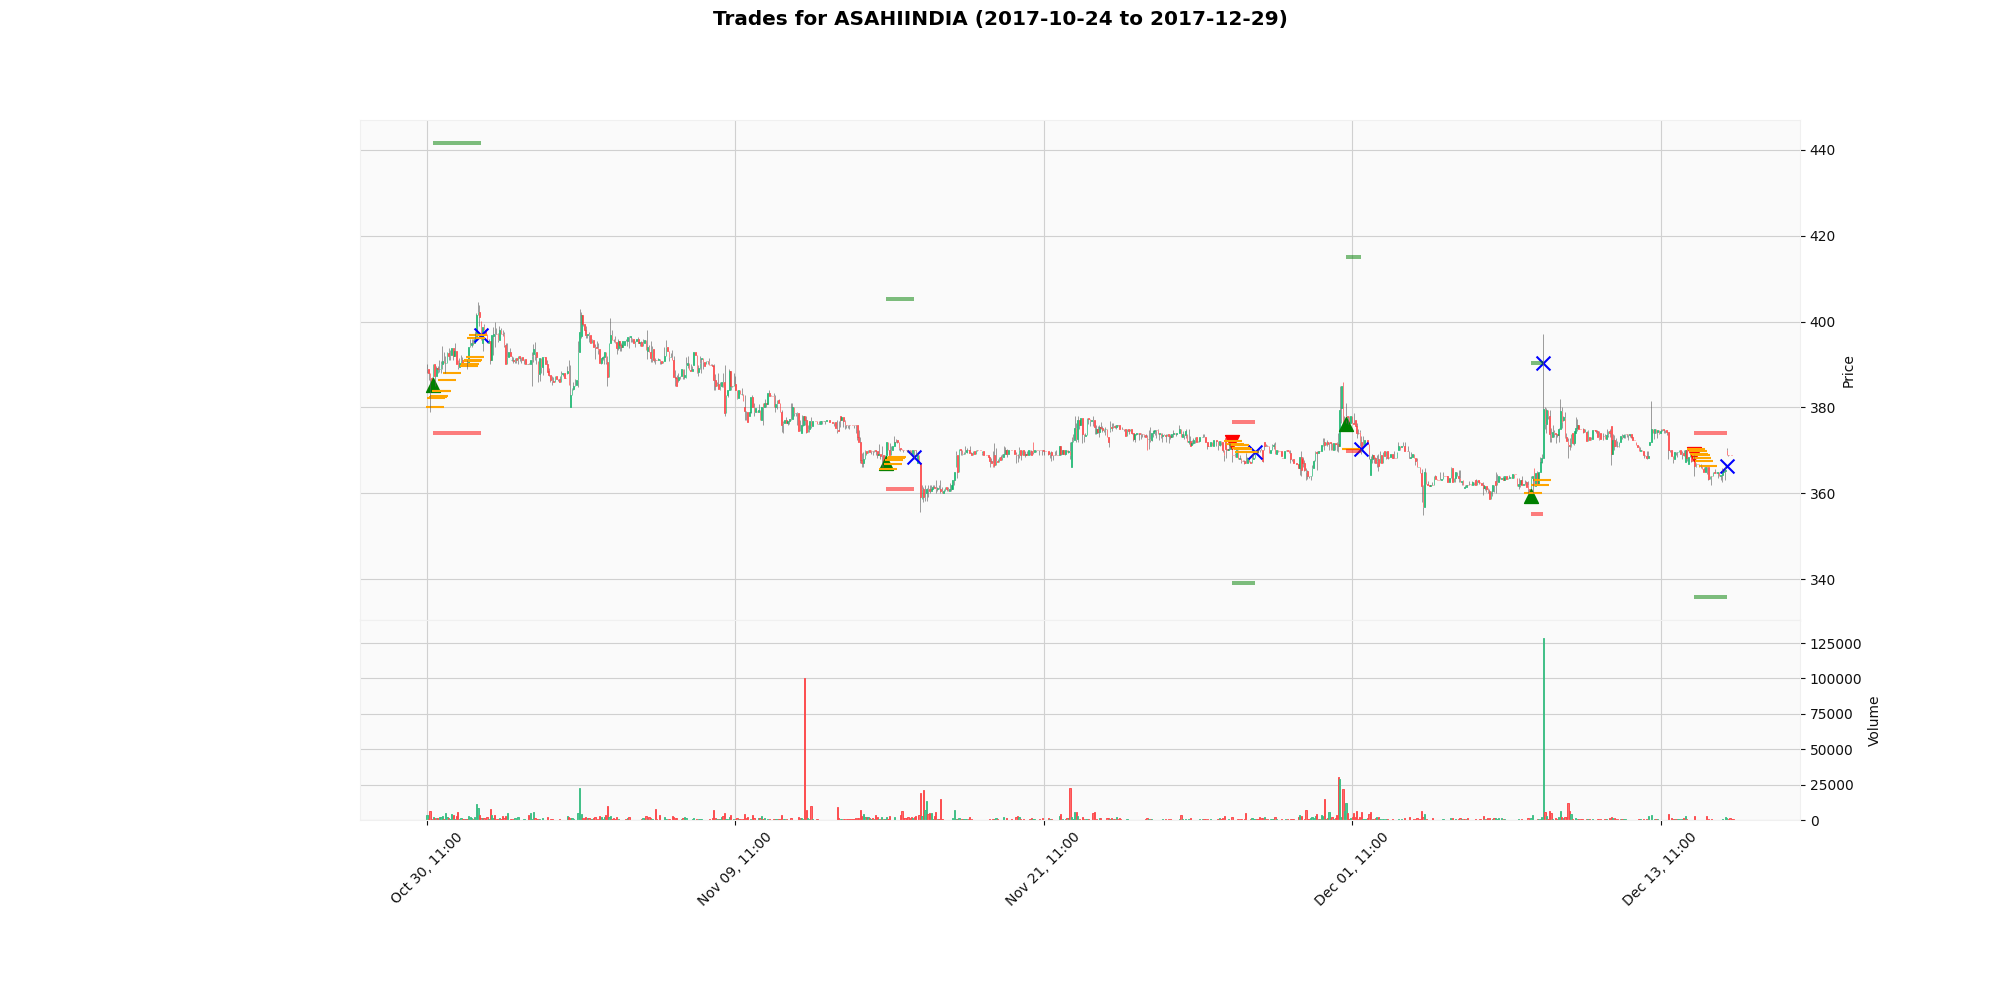 Trades for ASAHIINDIA (2017-10-24 to 2017-12-29)
440
420
400
380
360
340
Price
125000
100000
75000
50000
25000
0
Volume
Oct 30, 11:00
Nov 09, 11:00
Nov 21, 11:00
Dec 01, 11:00
Dec 13, 11:00